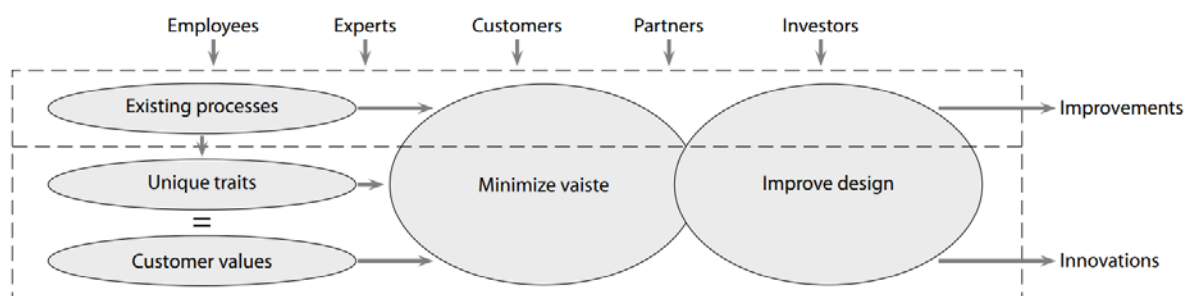 Employees Experts Customers Partners Investors
Existing processes
Improvements
Unique traits
Minimize vaiste
Improve design
=
Customer values
Innovations